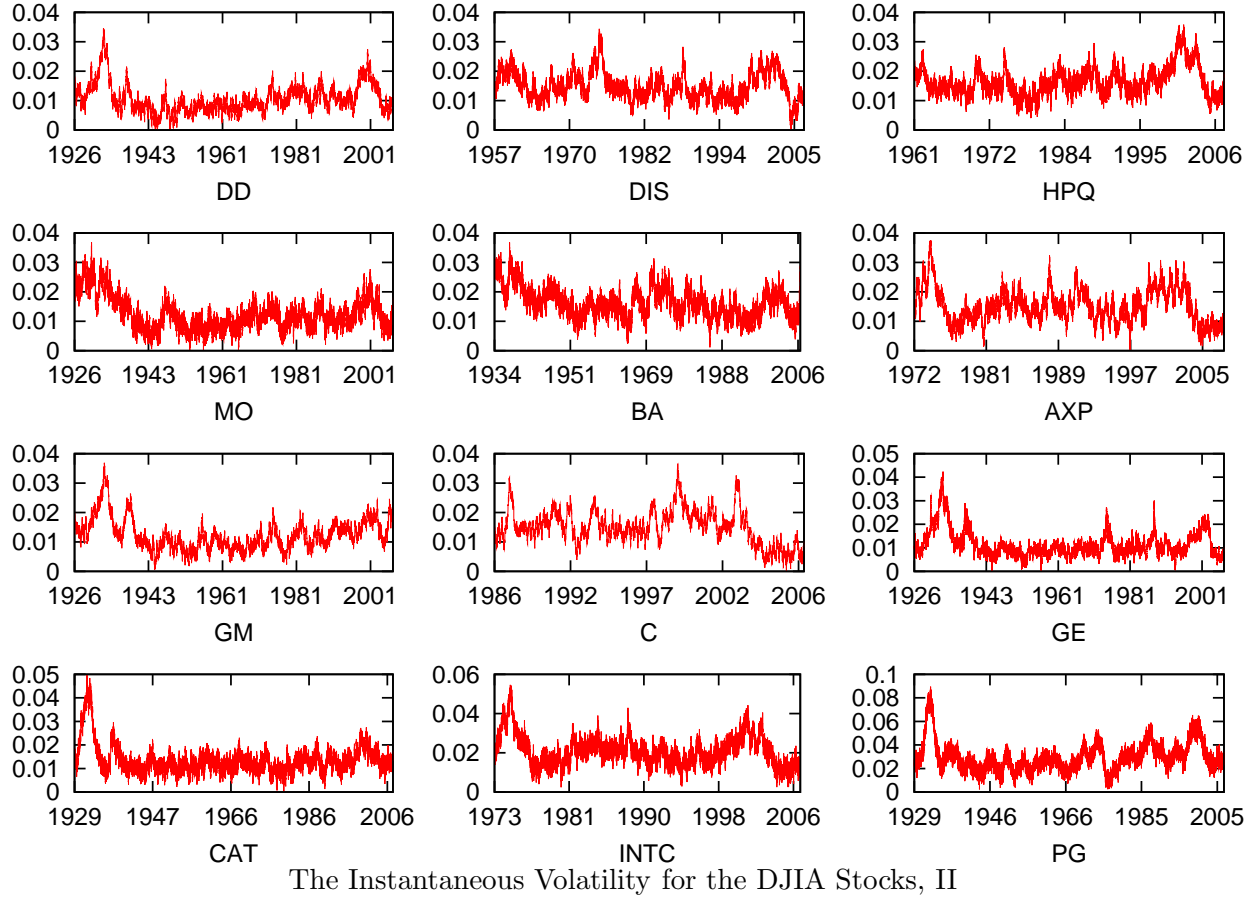 0.04
0.03
0.02
0.01
0
1926 1943 1961 1981 2001
DD
0.04
0.03
0.02
0.01
0
1957 1970 1982 1994 2005
DIS
0.04
0.03
0.02
0.01
0
1961 1972 1984 1995 2006
HPQ
0.04
0.03
0.02
0.01
0
1926 1943 1961 1981 2001
MO
0.04
0.03
0.02
0.01
0
1934 1951 1969 1988 2006
BA
0.04
0.03
0.02
0.01
0
1972 1981 1989 1997 2005
AXP
0.04
0.03
0.02
0.01
0
1926 1943 1961 1981 2001
GM
0.04
0.03
0.02
0.01
0
1986 1992 1997 2002 2006
C
0.05
0.04
0.03
0.02
0.01
0
1926 1943 1961 1981 2001
GE
0.05
0.04
0.03
0.02
0.01
0
1929 1947 1966 1986 2006
CAT
0.06
0.04
0.02
0
1973 1981 1990 1998 2006
INTC
0.1
0.08
0.06
0.04
0.02
0
1929 1946 1966 1985 2005
PG
The Instantaneous Volatility for the DJIA Stocks, II